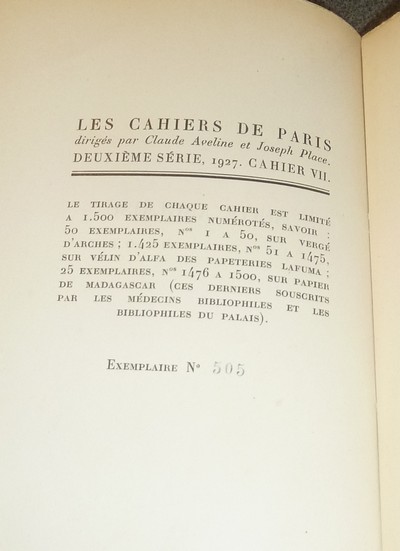 LES CAHIERS DE PARIS
dirigés par Claude Aveline et Joseph Place.
DEUXIÈME SÉRIE, 1927. CAHIER VII.
LE TIRAGE DE CHAQUE CAHIER EST LIMITÉ
A 1.500 EXEMPLAIRES NUMÉROTÉS, SAVOIR :
50 EXEMPLAIRES, Nos 1 A 50, SUR VERGÉ
D'ARCHES ; 1.425 EXEMPLAIRES, Nos 51 A 1475,
SUR VÉLIN D'ALFA DES PAPETERIES LAFUMA ;
25 EXEMPLAIRES, Nos 1476 A 1500, SUR PAPIER
DE MADAGASCAR (CES DERNIERS SOUSCRITS
PAR LES MÉDECINS BIBLIOPHILES ET LES
BIBLIOPHILES DU PALAIS).
EXEMPLAIRE No 505